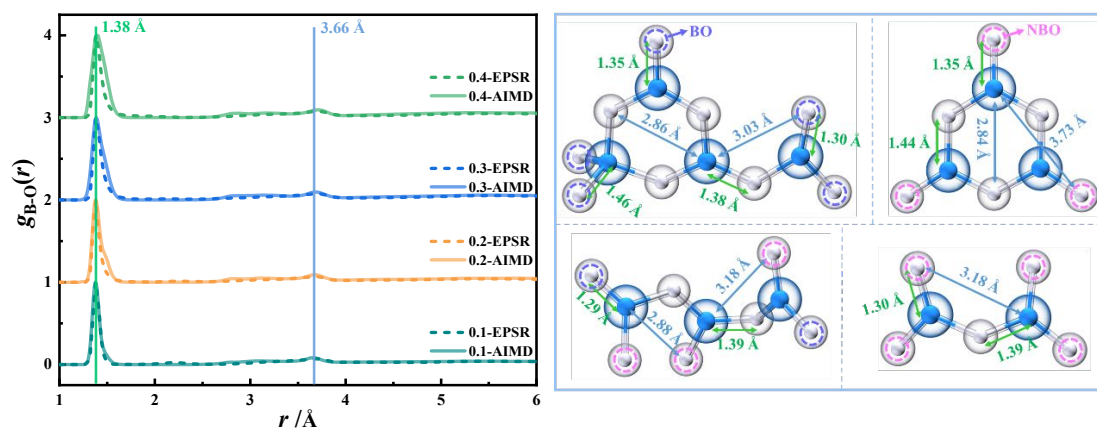 1.38 Å
3.66 Å
4
0.4-EPSR
0.4-AIMD
3
0.3-EPSR
0.3-AIMD
2
0.2-EPSR
0.2-AIMD
1
0.1-EPSR
0.1-AIMD
0
1 2 3 4 5 6
r /Å
gB-O(r)
BO
1.35 Å
2.86 Å
3.03 Å
1.30 Å
1.46 Å
1.38 Å
NBO
1.35 Å
1.44 Å
2.84 Å
3.73 Å
1.29 Å
2.88 Å
3.18 Å
1.39 Å
1.30 Å
3.18 Å
1.39 Å